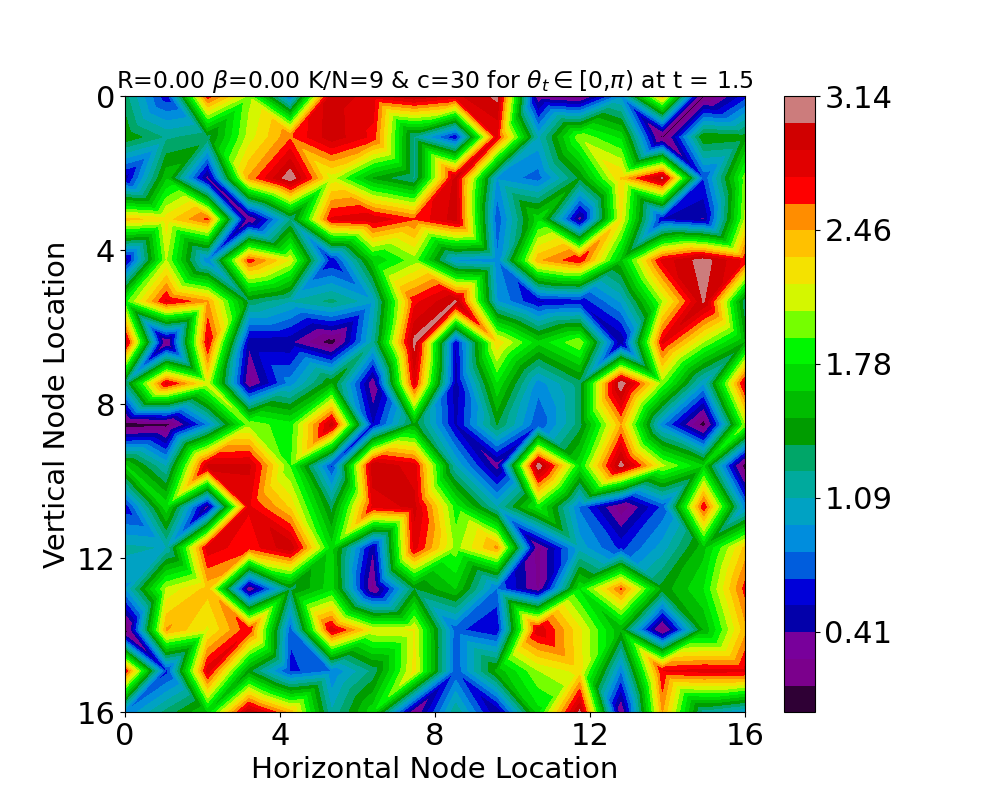 R=0.00 β=0.00 K/N=9 & c=30 for θₜ∈[0,π) at t = 1.5
0
4
8
12
16
Vertical Node Location
0 4 8 12 16
Horizontal Node Location
3.14
2.46
1.78
1.09
0.41